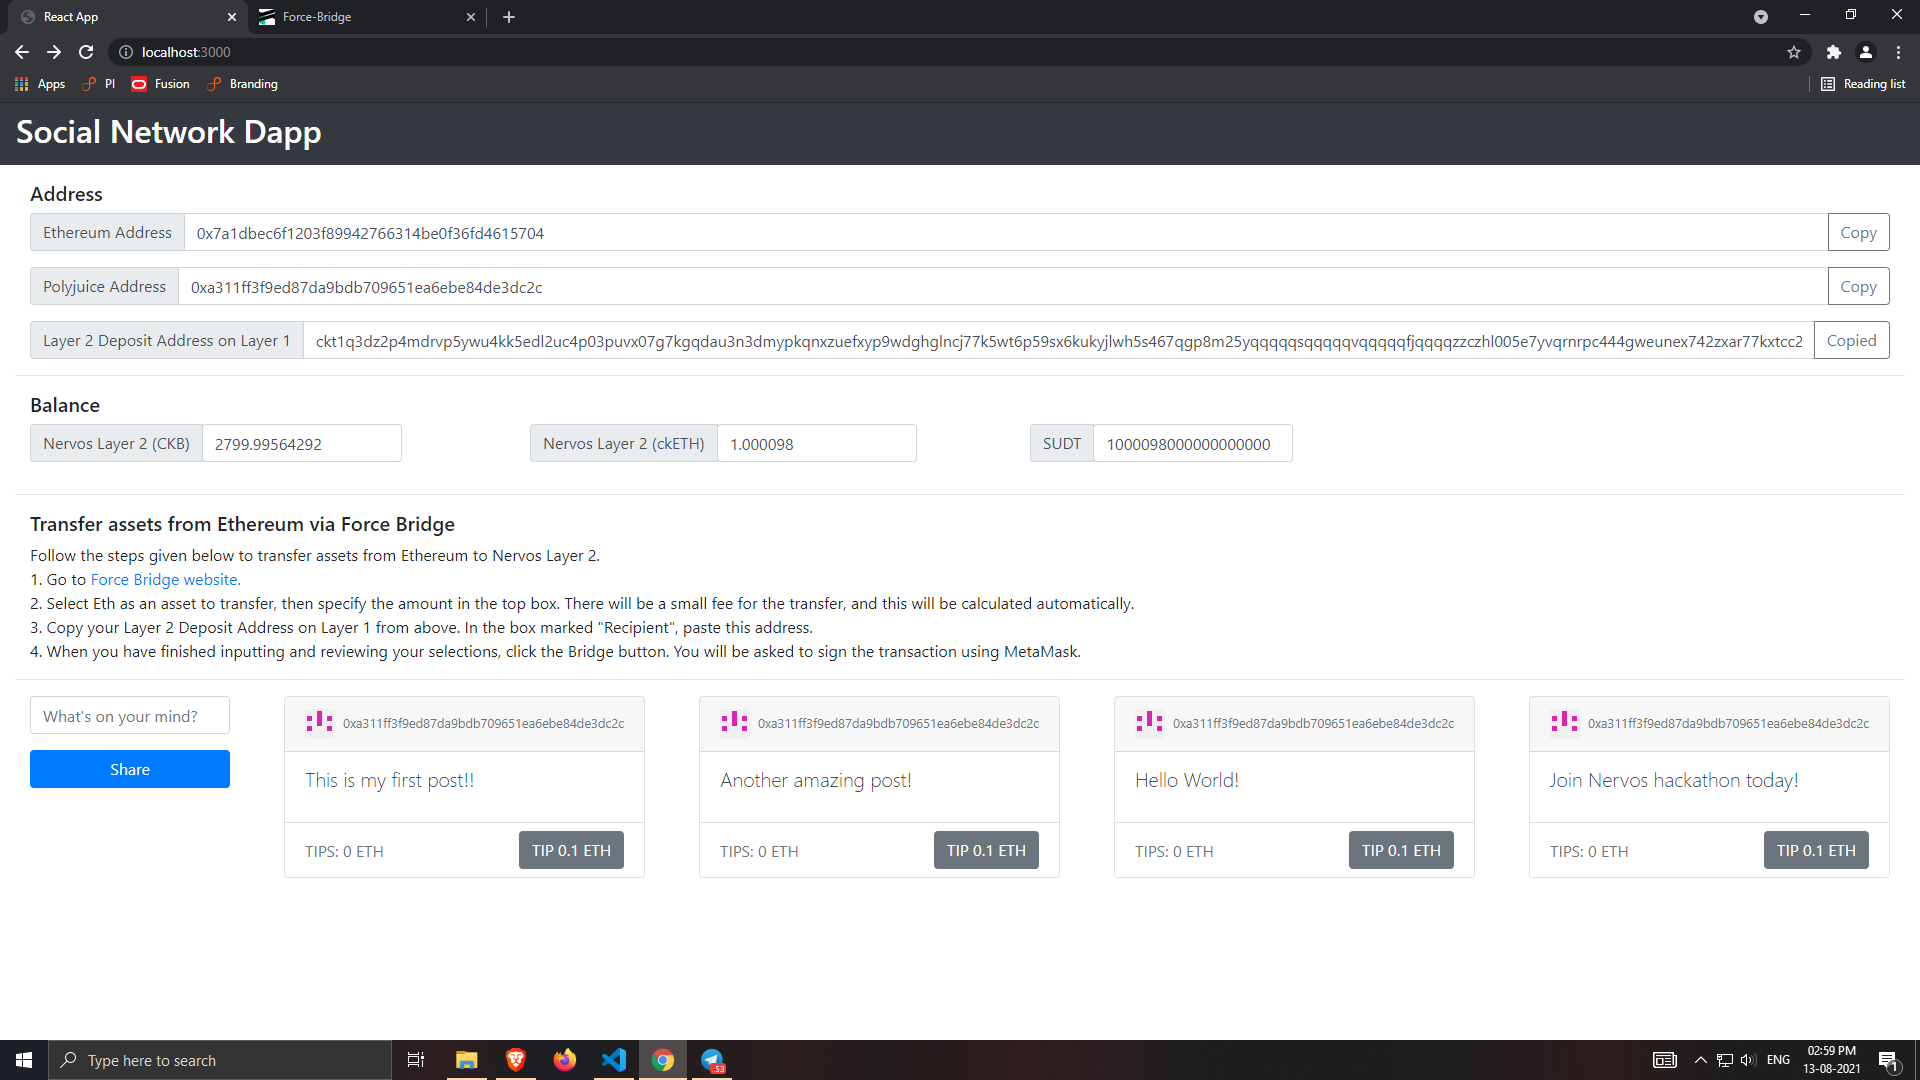 React App
Force-Bridge
localhost:3000
Apps
PI
Fusion
Branding
Reading list
Social Network Dapp
Address
Ethereum Address 0x7a1dbec6f1203f89942766314be0f36fd4615704 Copy
Polyjuice Address 0xa311ff3f9ed87da9bdb709651ea6ebe84de3dc2c Copy
Layer 2 Deposit Address on Layer 1 ckt1q3dz2p4mdrvp5ywu4kk5edl2uc4p03puvx07g7kgqdau3n3dmypkqnxzuefxyp9wdghglncj77k5wt6p59sx6kukyjlwh5s467qgp8m25yqqqqqsqqqqqvqqqqqfjqqqqzzczhl005e7yvqrnrpc444gweunex742zxar77kxtcc2 Copied
Balance
Nervos Layer 2 (CKB) 2799.99564292
Nervos Layer 2 (ckETH) 1.000098
SUDT 1000098000000000000
Transfer assets from Ethereum via Force Bridge
Follow the steps given below to transfer assets from Ethereum to Nervos Layer 2.
1. Go to Force Bridge website.
2. Select Eth as an asset to transfer, then specify the amount in the top box. There will be a small fee for the transfer, and this will be calculated automatically.
3. Copy your Layer 2 Deposit Address on Layer 1 from above. In the box marked "Recipient", paste this address.
4. When you have finished inputting and reviewing your selections, click the Bridge button. You will be asked to sign the transaction using MetaMask.
What's on your mind?
Share
0xa311ff3f9ed87da9bdb709651ea6ebe84de3dc2c
This is my first post!!
TIPS: 0 ETH
TIP 0.1 ETH
0xa311ff3f9ed87da9bdb709651ea6ebe84de3dc2c
Another amazing post!
TIPS: 0 ETH
TIP 0.1 ETH
0xa311ff3f9ed87da9bdb709651ea6ebe84de3dc2c
Hello World!
TIPS: 0 ETH
TIP 0.1 ETH
0xa311ff3f9ed87da9bdb709651ea6ebe84de3dc2c
Join Nervos hackathon today!
TIPS: 0 ETH
TIP 0.1 ETH
Type here to search
53
ENG
02:59 PM
13-08-2021
1